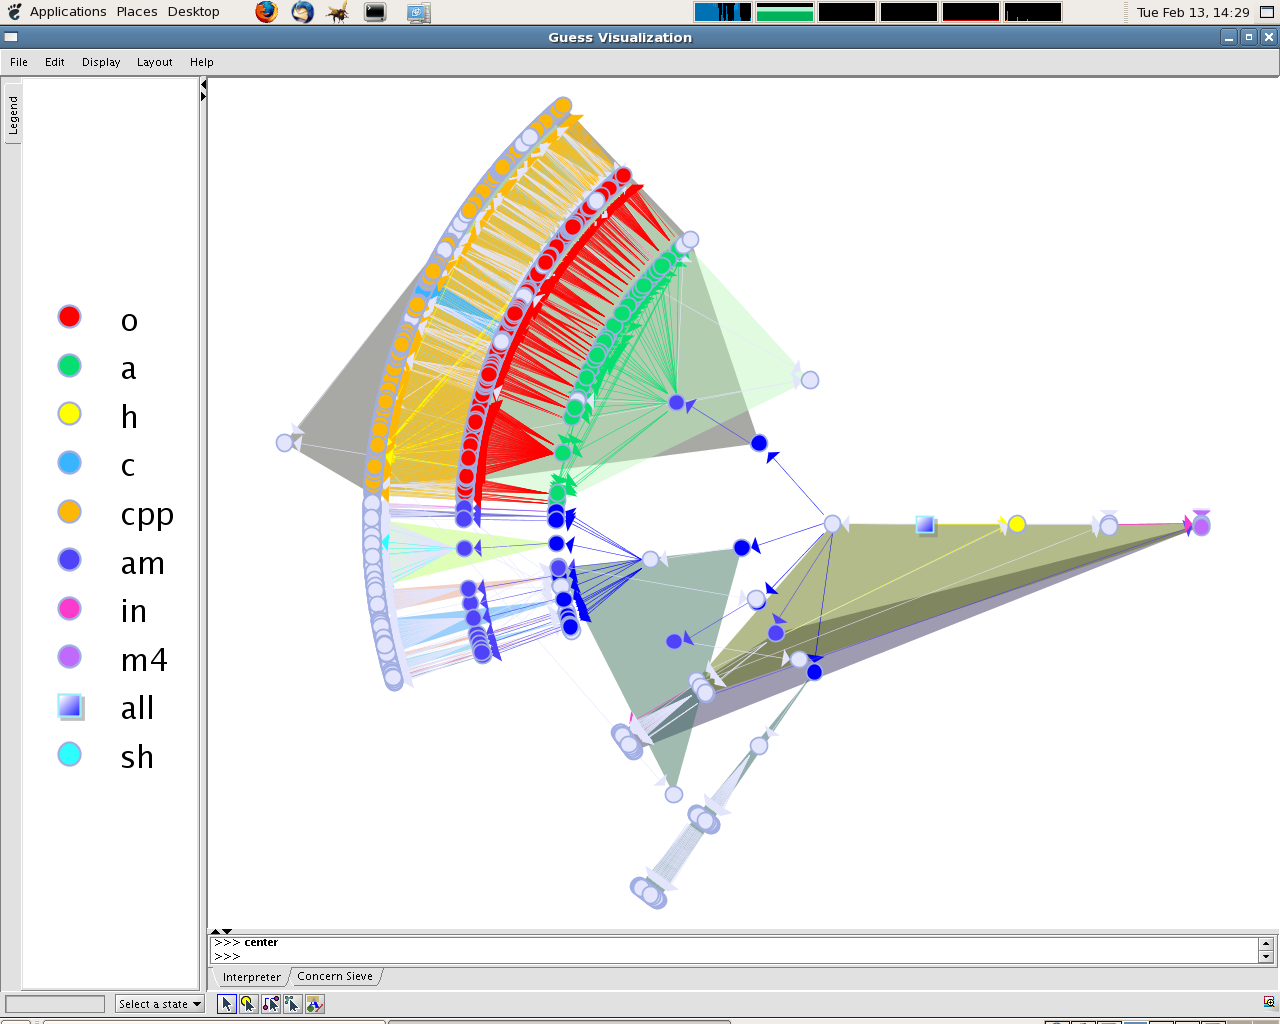 Applications Places Desktop
Tue Feb 13, 14:29
Guess Visualization
File Edit Display Layout Help
Legend
o
a
h
c
cpp
am
in
m4
all
sh
>>> center
>>>
Interpreter Concern Sieve
Select a state